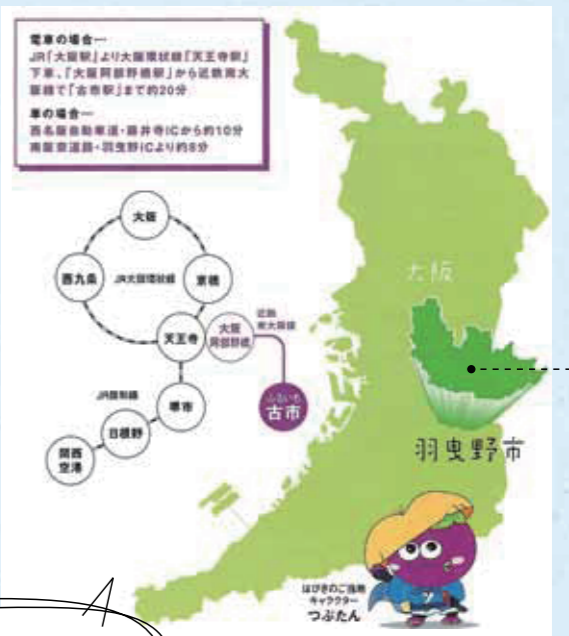 電車の場合…
JR「大阪駅」より大阪環状線「天王寺駅」
下車、「大阪阿部野橋駅」から近鉄南大
阪線で「古市駅」まで約20分
車の場合…
西名阪自動車道・藤井寺ICから約10分
南阪奈道路・羽曳野ICより約8分
大阪
西九条
JR大阪環状線
京橋
天王寺
大阪
阿部野橋
近鉄
南大阪線
ふるいち
古市
JR阪和線
堺市
日根野
関西
空港
大阪
羽曳野市
はびきのご当地
キャラクター
つぶたん